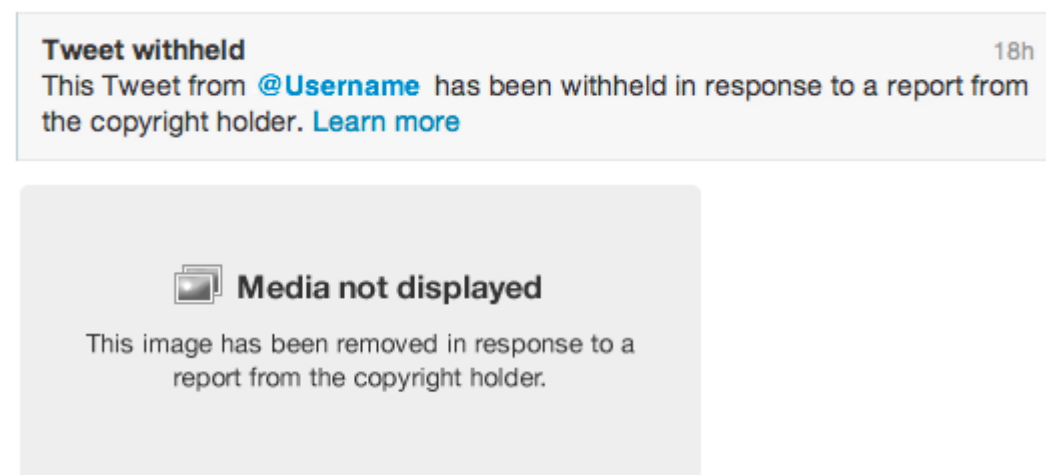 Tweet withheld 18h
This Tweet from @Username has been withheld in response to a report from
the copyright holder. Learn more
Media not displayed
This image has been removed in response to a
report from the copyright holder.